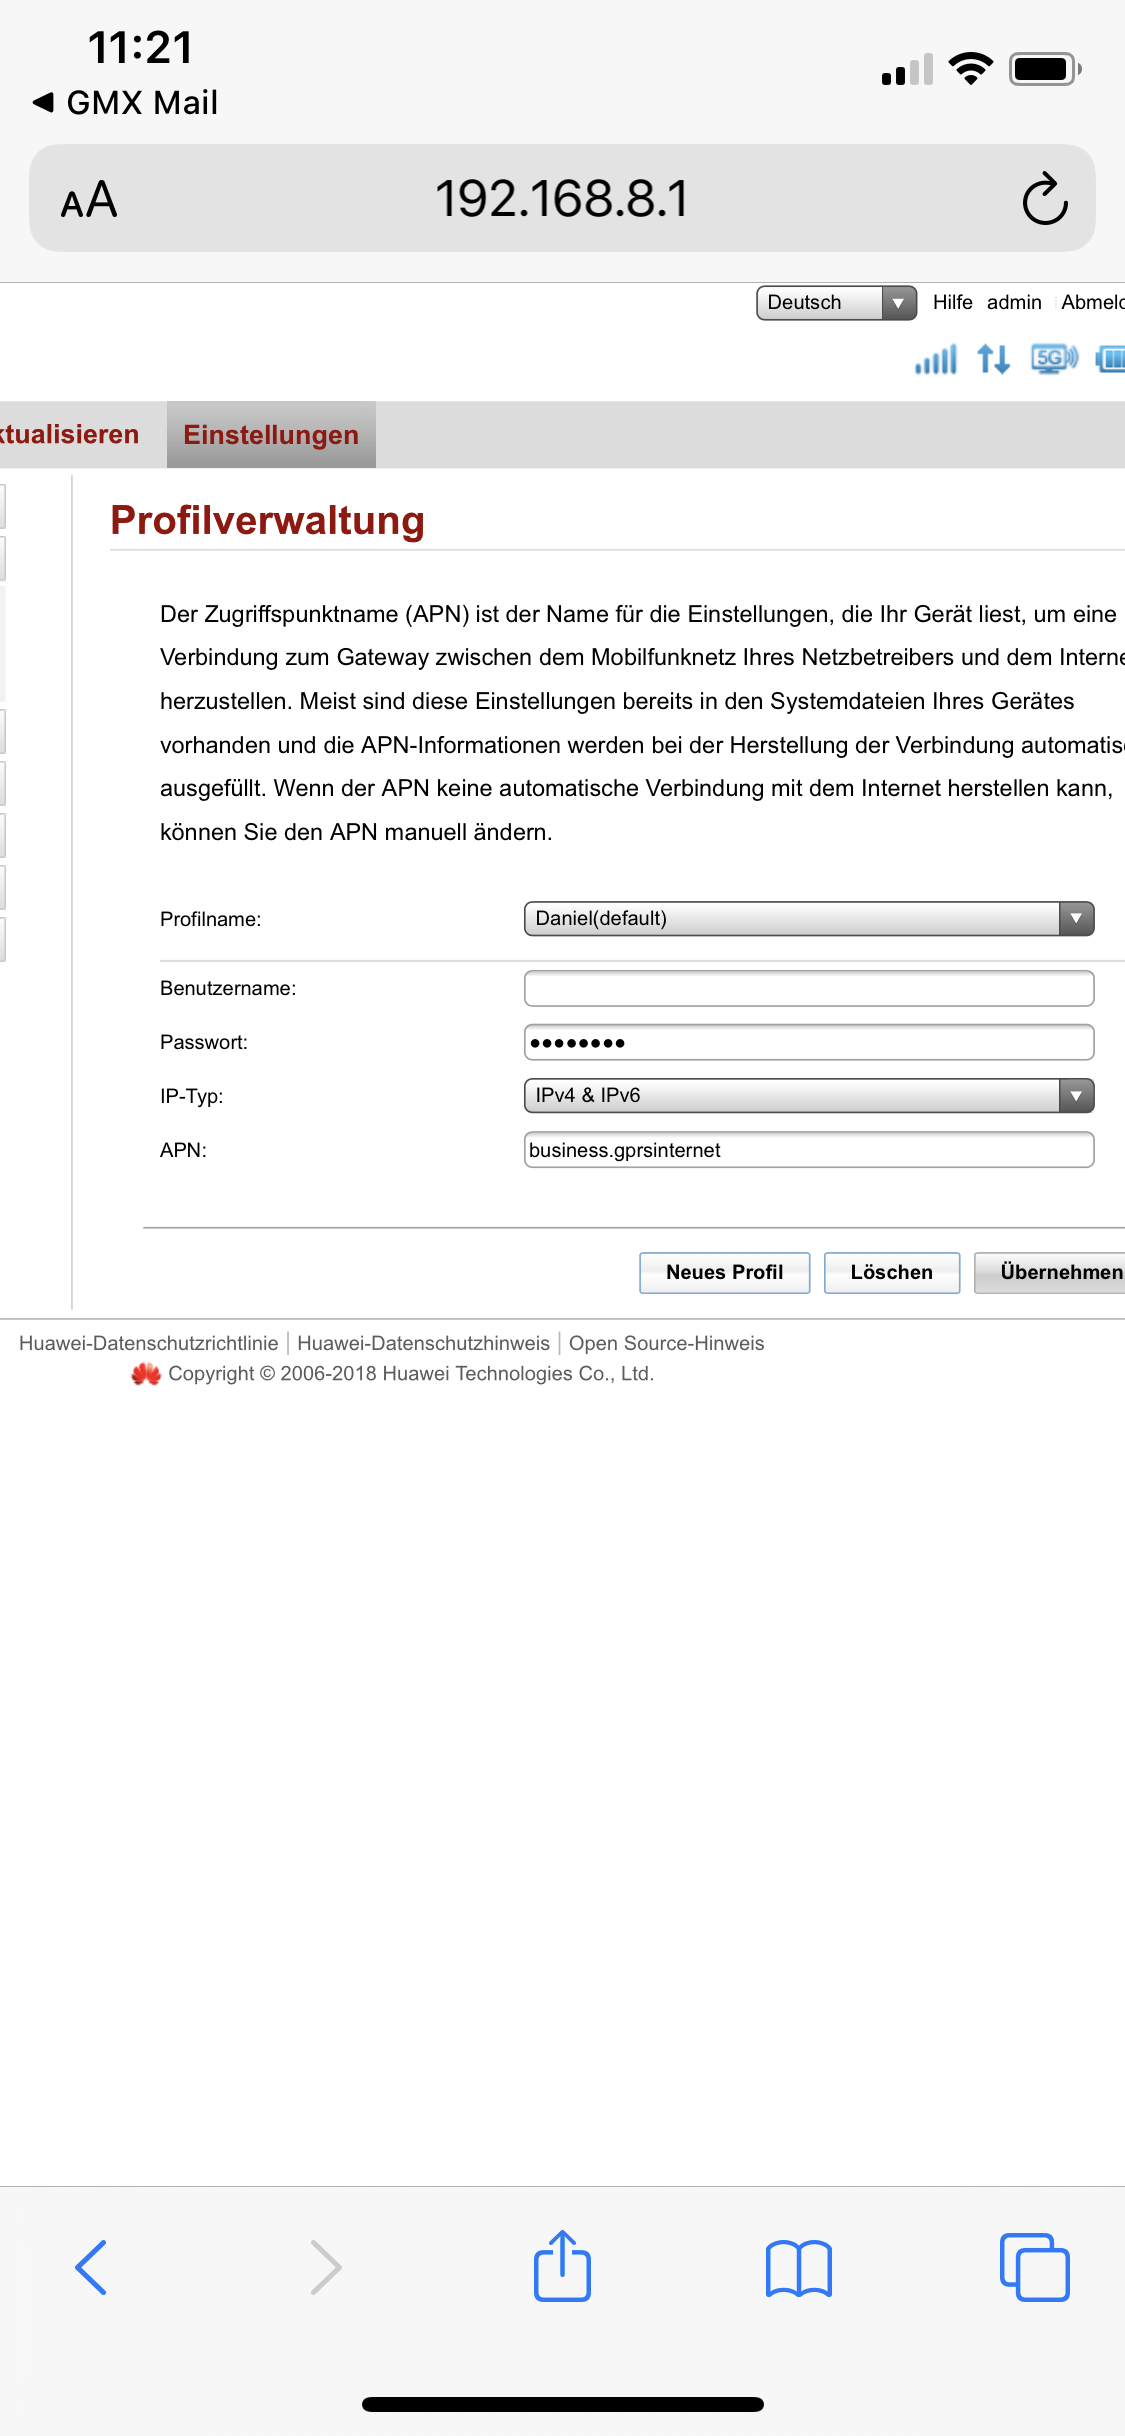 11:21
GMX Mail
AA
192.168.8.1
Deutsch
Hilfe admin Abmeld
5G
ktualisieren
Einstellungen
Profilverwaltung
Der Zugriffspunktname (APN) ist der Name für die Einstellungen, die Ihr Gerät liest, um eine
Verbindung zum Gateway zwischen dem Mobilfunknetz Ihres Netzbetreibers und dem Interne
herzustellen. Meist sind diese Einstellungen bereits in den Systemdateien Ihres Gerätes
vorhanden und die APN-Informationen werden bei der Herstellung der Verbindung automatisc
ausgefüllt. Wenn der APN keine automatische Verbindung mit dem Internet herstellen kann,
können Sie den APN manuell ändern.
Profilname: Daniel(default)
Benutzername:
Passwort: ••••••••
IP-Typ: IPv4 & IPv6
APN: business.gprsinternet
Neues Profil Löschen Übernehmen
Huawei-Datenschutzrichtlinie | Huawei-Datenschutzhinweis | Open Source-Hinweis
Copyright © 2006-2018 Huawei Technologies Co., Ltd.